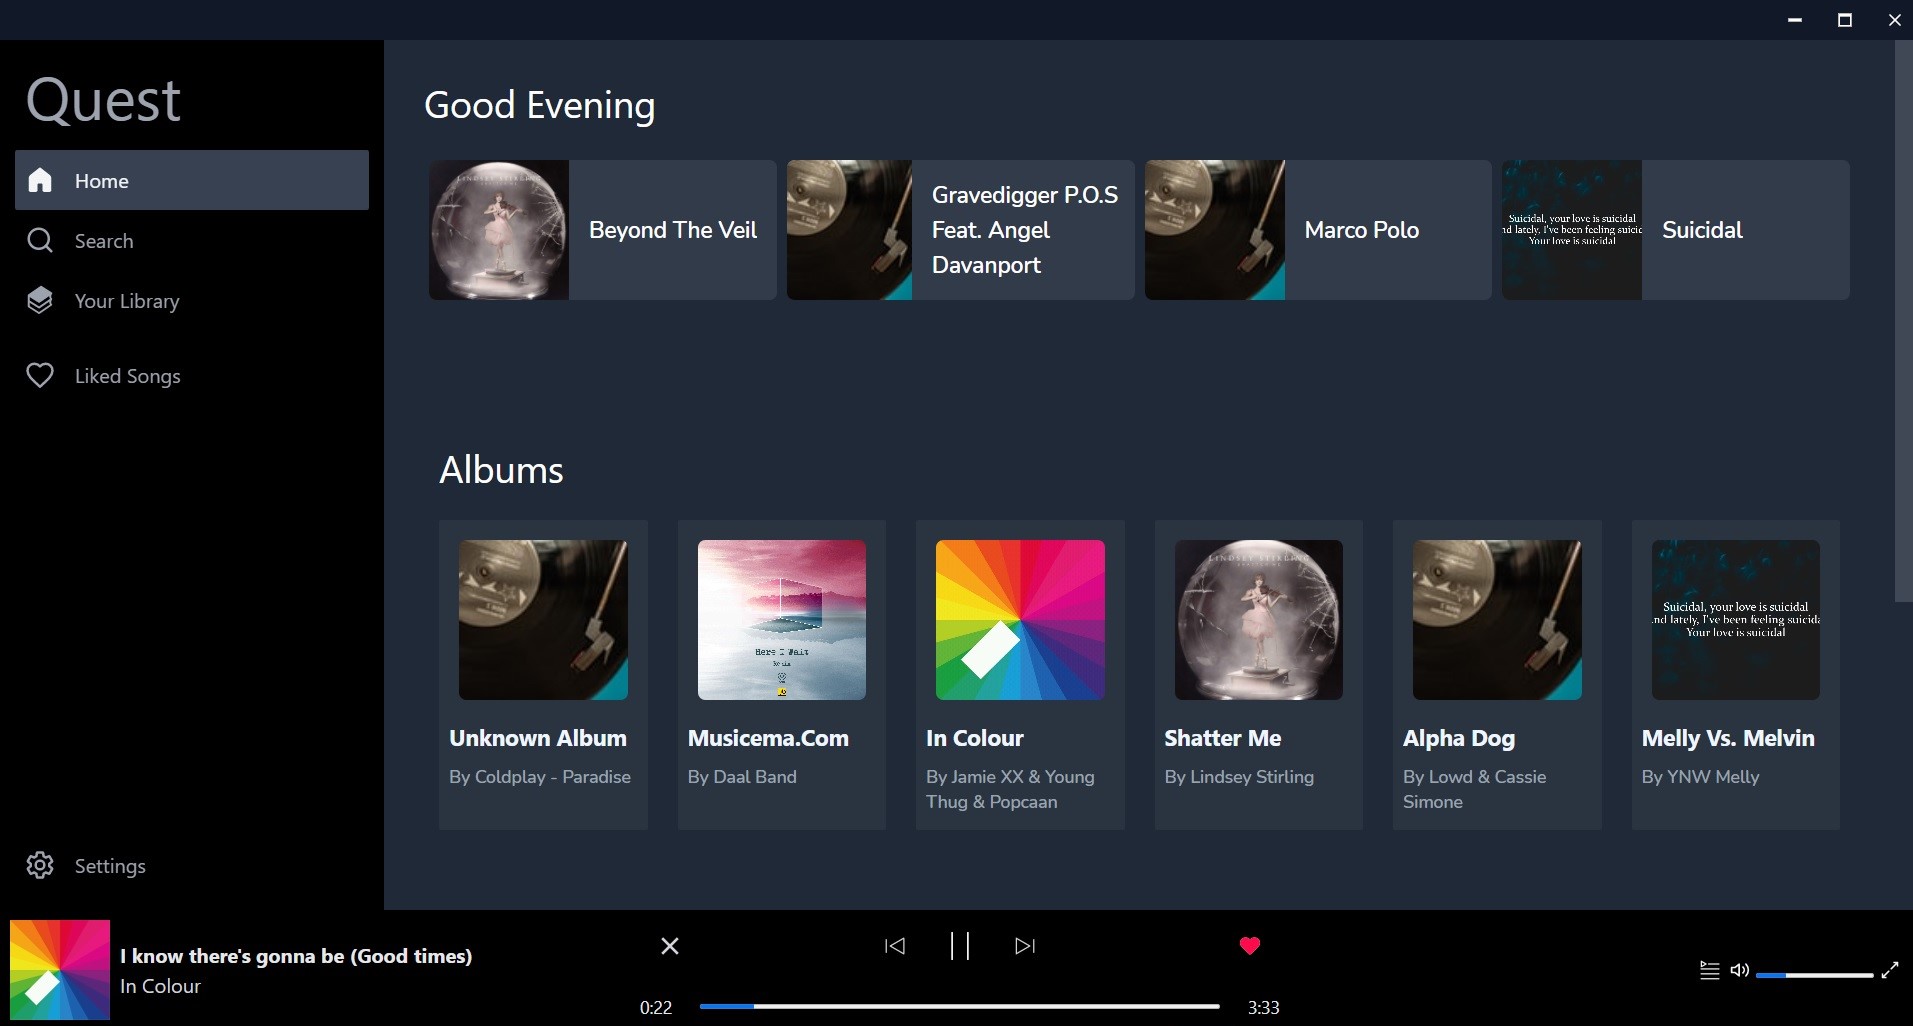 Quest
Home
Search
Your Library
Liked Songs
Settings
Good Evening
LINDSEY STIRLING
Beyond The Veil
Gravedigger P.O.S
Feat. Angel
Davanport
Marco Polo
Suicidal, your love is suicidal
nd lately, I've been feeling suicid
Your love is suicidal
Suicidal
Albums
Unknown Album
By Coldplay - Paradise
Here I Wait
Musicema.Com
By Daal Band
In Colour
By Jamie XX & Young
Thug & Popcaan
LINDSEY STIRLING
Shatter Me
By Lindsey Stirling
Alpha Dog
By Lowd & Cassie
Simone
Suicidal, your love is suicidal
nd lately, I've been feeling suicida
Your love is suicidal
Melly Vs. Melvin
By YNW Melly
I know there's gonna be (Good times)
In Colour
0:22
3:33